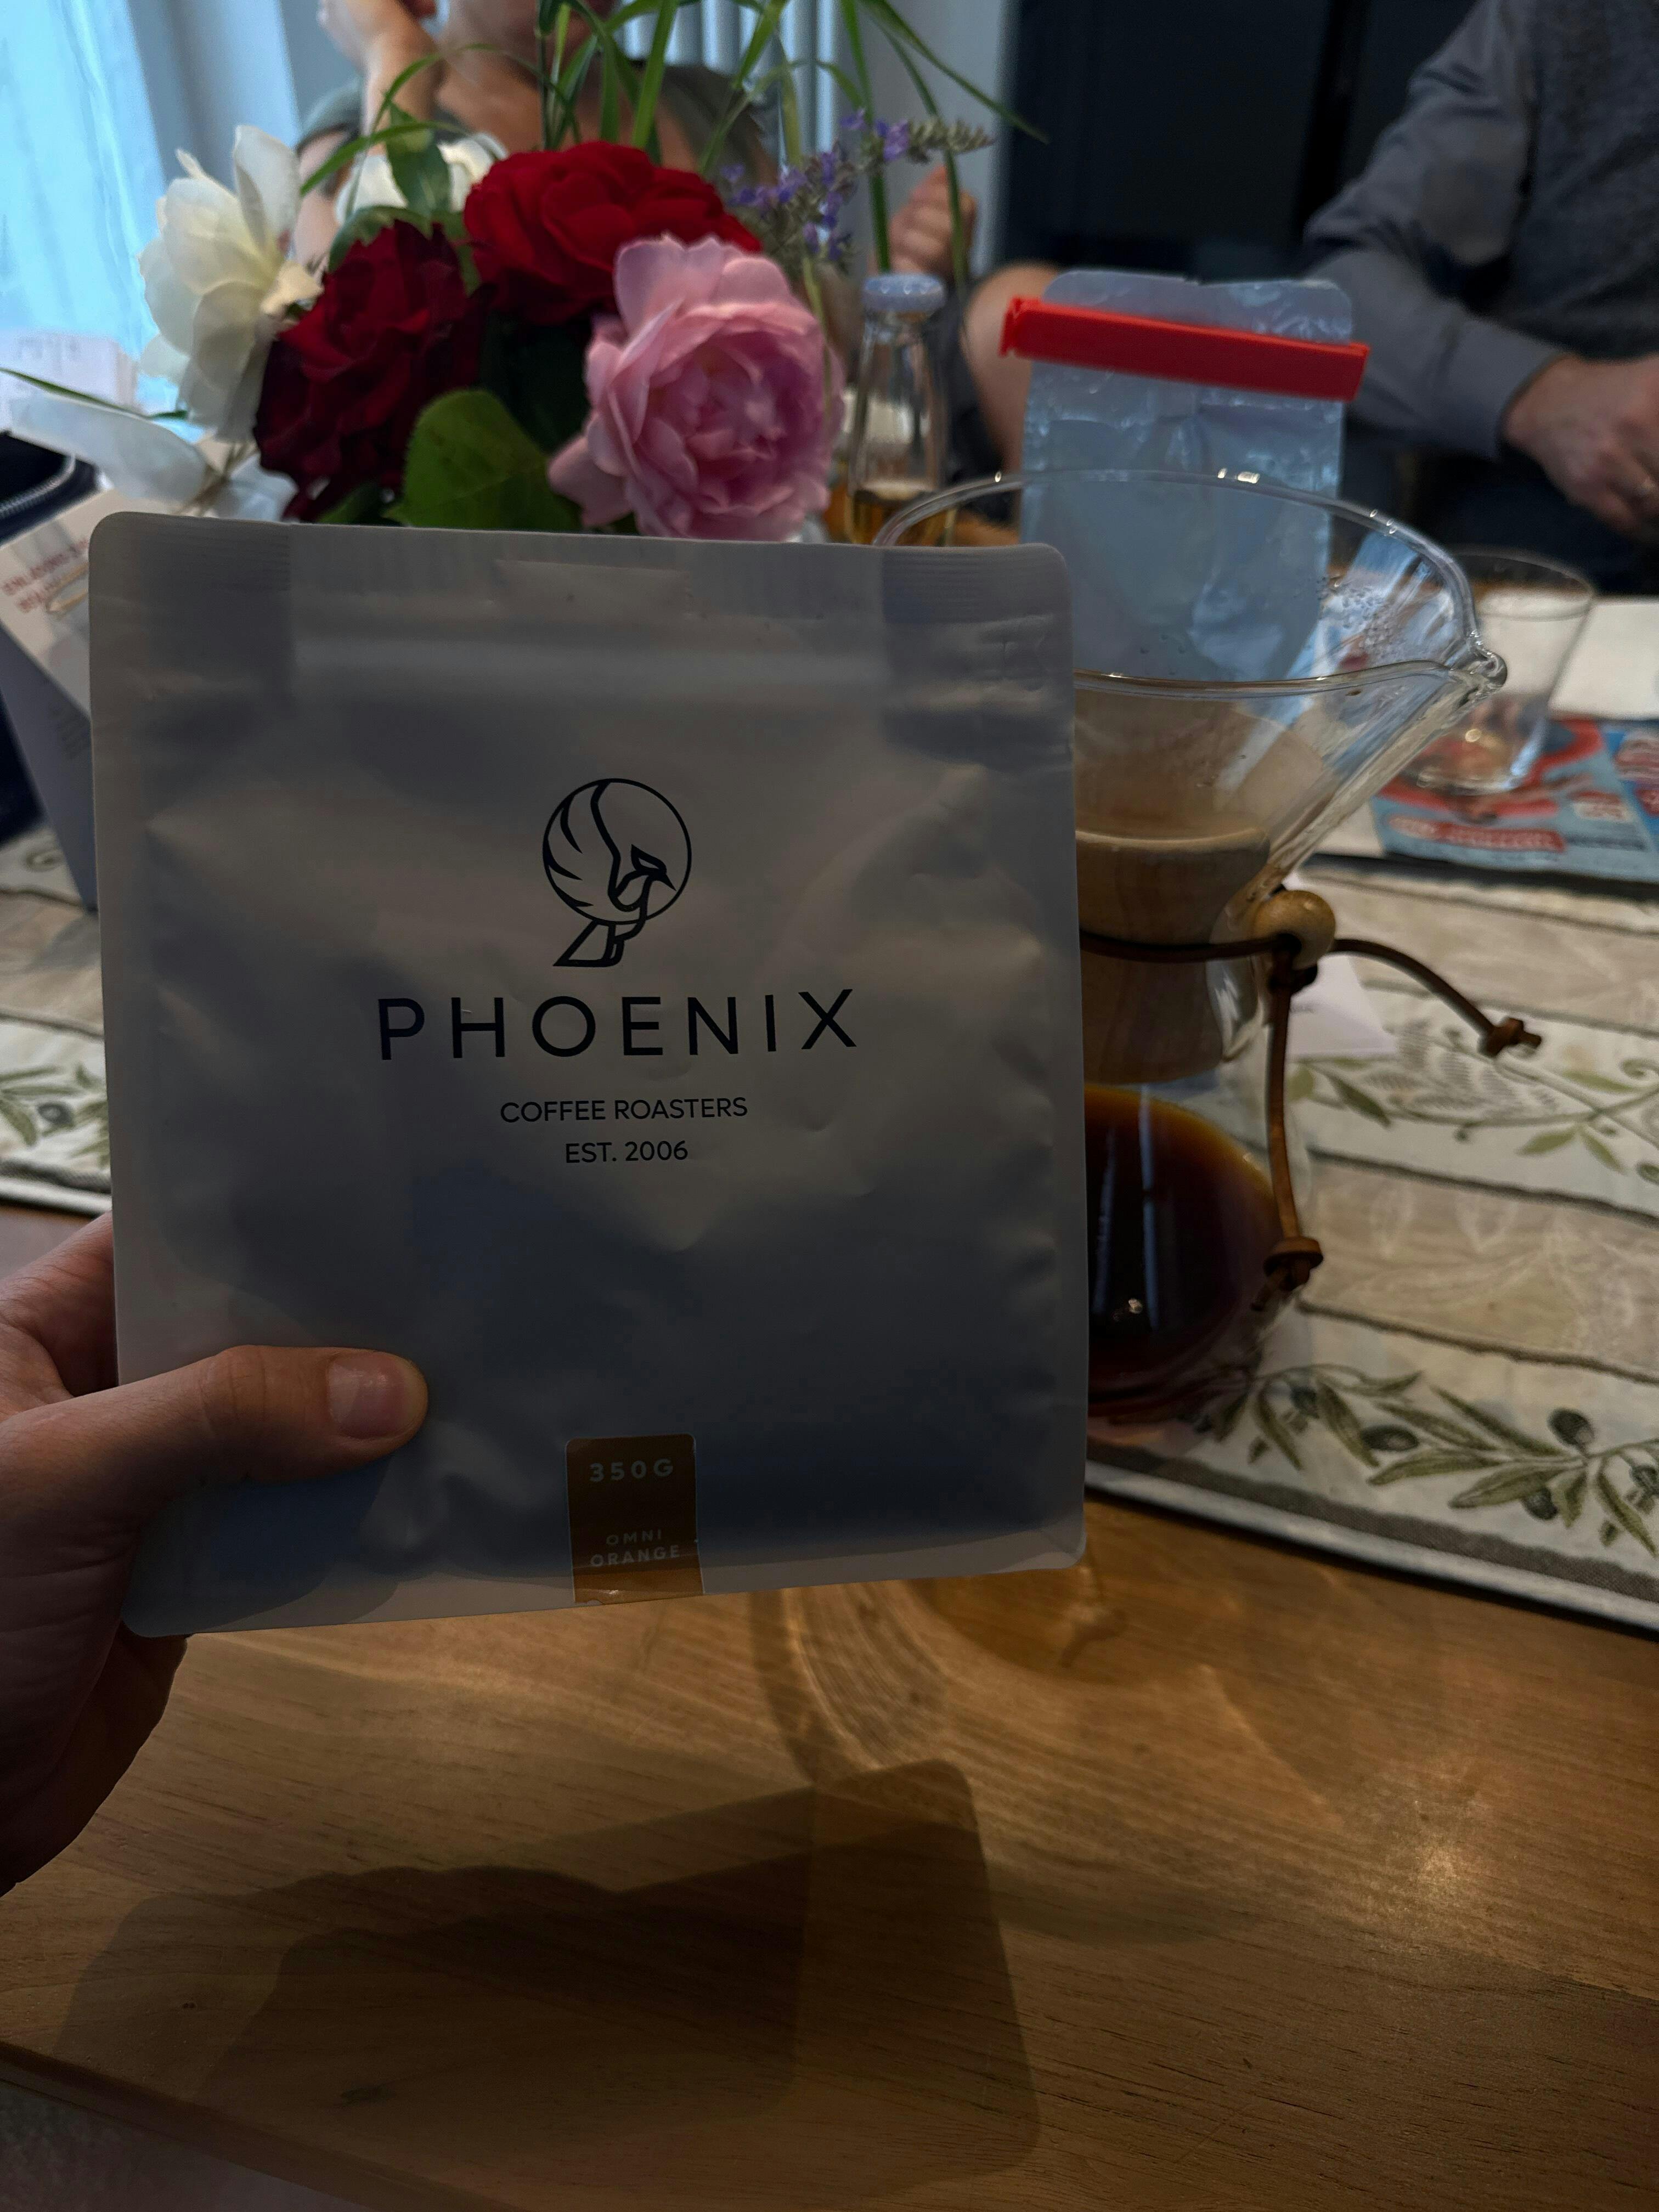 PHOENIX
COFFEE ROASTERS
EST. 2006
350G
OMNI
ORANGE